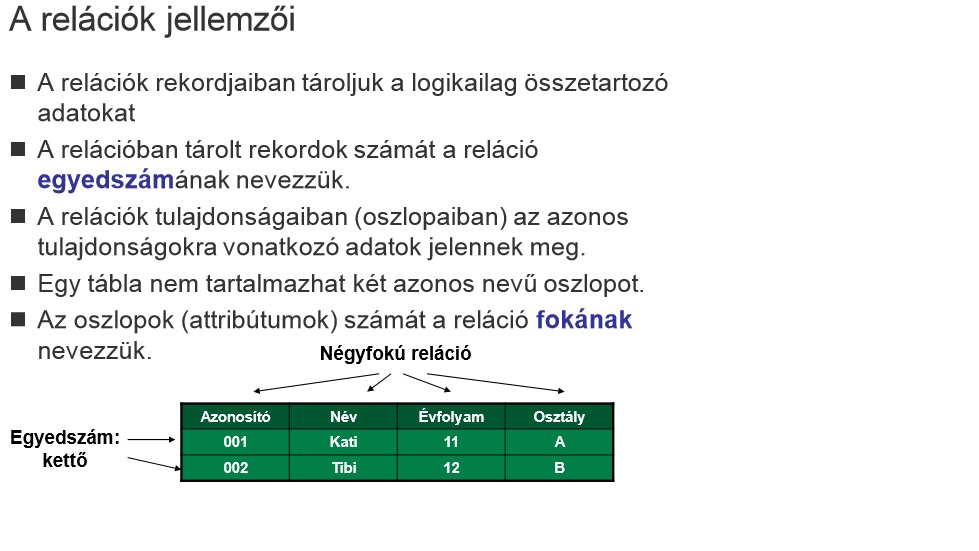 A relációk jellemzői
A relációk rekordjaiban tároljuk a logikailag összetartozó
adatokat
A relációban tárolt rekordok számát a reláció
egyedszámának nevezzük.
A relációk tulajdonságaiban (oszlopaiban) az azonos
tulajdonságokra vonatkozó adatok jelennek meg.
Egy tábla nem tartalmazhat két azonos nevű oszlopot.
Az oszlopok (attribútumok) számát a reláció fokának
nevezzük.
Négyfokú reláció
Azonosító Név Évfolyam Osztály
Egyedszám:
kettő
001 Kati 11 A
002 Tibi 12 B